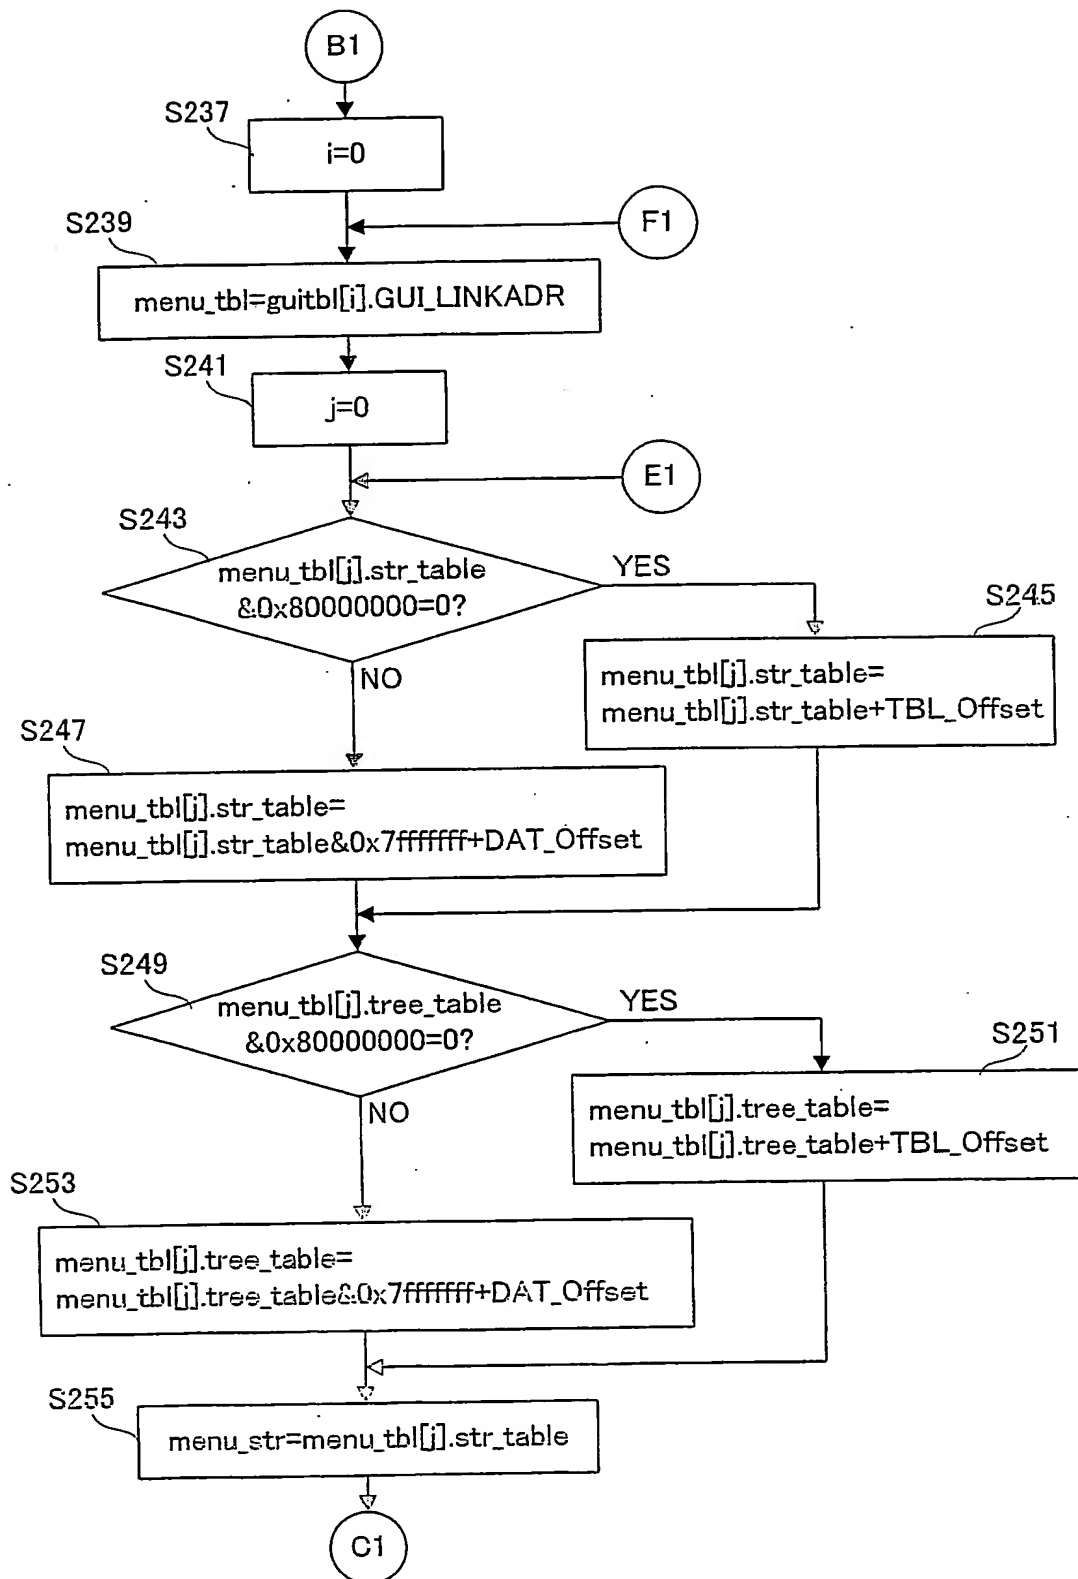 B1
S237
i=0
F1
S239
menu_tbl=guitbl[i].GUI_LINKADR
S241
j=0
E1
S243
menu_tbl[j].str_table
&0x80000000=0?
YES
NO
S245
menu_tbl[j].str_table=
menu_tbl[j].str_table+TBL_Offset
S247
menu_tbl[j].str_table=
menu_tbl[j].str_table&0x7fffffff+DAT_Offset
S249
menu_tbl[j].tree_table
&0x80000000=0?
YES
NO
S251
menu_tbl[j].tree_table=
menu_tbl[j].tree_table+TBL_Offset
S253
menu_tbl[j].tree_table=
menu_tbl[j].tree_table&0x7fffffff+DAT_Offset
S255
menu_str=menu_tbl[j].str_table
C1